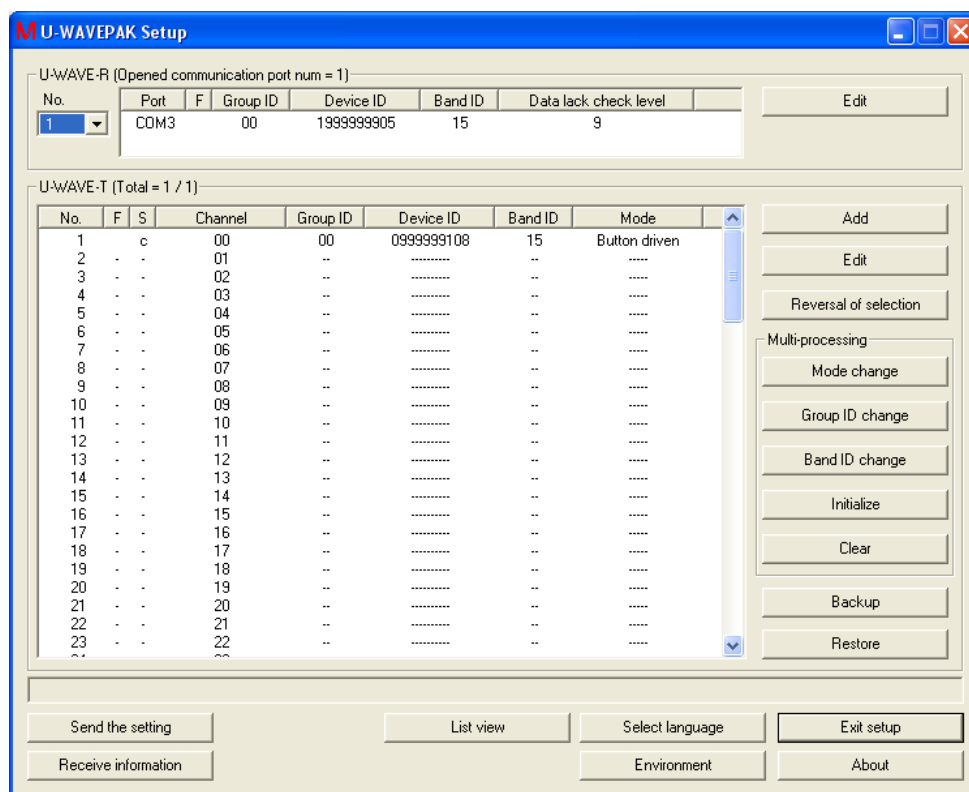 M U-WAVEPAK Setup
U-WAVE-R (Opened communication port num = 1)
No. Port F Group ID Device ID Band ID Data lack check level Edit
1 COM3 00 1999999905 15 9
U-WAVE-T (Total = 1 / 1)
No. F S Channel Group ID Device ID Band ID Mode Add
1 c 00 00 0999999108 15 Button driven
2 - - 01 -- ---------- -- ----- Edit
3 - - 02 -- ---------- -- -----
4 - - 03 -- ---------- -- ----- Reversal of selection
5 - - 04 -- ---------- -- -----
6 - - 05 -- ---------- -- ----- Multi-processing
7 - - 06 -- ---------- -- -----
8 - - 07 -- ---------- -- ----- Mode change
9 - - 08 -- ---------- -- -----
10 - - 09 -- ---------- -- ----- Group ID change
11 - - 10 -- ---------- -- -----
12 - - 11 -- ---------- -- -----
13 - - 12 -- ---------- -- ----- Band ID change
14 - - 13 -- ---------- -- -----
15 - - 14 -- ---------- -- ----- Initialize
16 - - 15 -- ---------- -- -----
17 - - 16 -- ---------- -- -----
18 - - 17 -- ---------- -- ----- Clear
19 - - 18 -- ---------- -- -----
20 - - 19 -- ---------- -- -----
21 - - 20 -- ---------- -- ----- Backup
22 - - 21 -- ---------- -- -----
23 - - 22 -- ---------- -- ----- Restore
Send the setting List view Select language Exit setup
Receive information Environment About